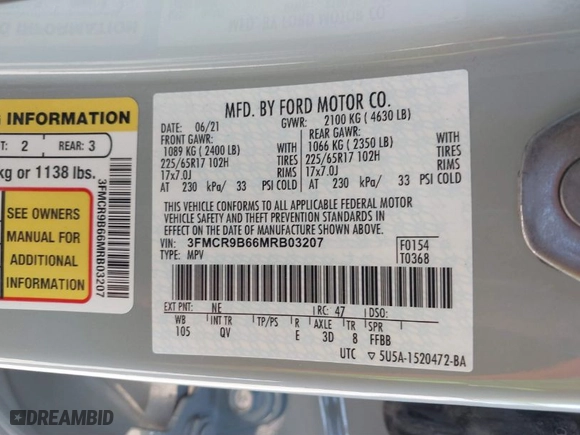 INFORMATION
2 REAR: 3
kg or 1138 lbs.
SEE OWNERS
MANUAL FOR
ADDITIONAL
INFORMATION
3FMCR9B66MRB03207
MFD. BY FORD MOTOR CO.
DATE: 06/21 GVWR: 2100 KG ( 4630 LB)
FRONT GAWR: REAR GAWR:
1089 KG ( 2400 LB) 1066 KG ( 2350 LB)
225/65R17 102H TIRES 225/65R17 102H TIRES
17x7.0J RIMS 17x7.0J RIMS
AT 230 kPa/ 33 PSI COLD AT 230 kPa/ 33 PSI COLD
THIS VEHICLE CONFORMS TO ALL APPLICABLE FEDERAL MOTOR
VEHICLE SAFETY AND THEFT PREVENTION STANDARDS IN
EFFECT ON THE DATE OF MANUFACTURE SHOWN ABOVE.
VIN: 3FMCR9B66MRB03207 F0154
TYPE: MPV T0368
EXT PNT: NE RC: 47 DSO:
WB INT TR TP/PS R AXLE TR SPR
105 QV E 3D 8 FFBB
UTC 5U5A-1520472-BA
DREAMBID